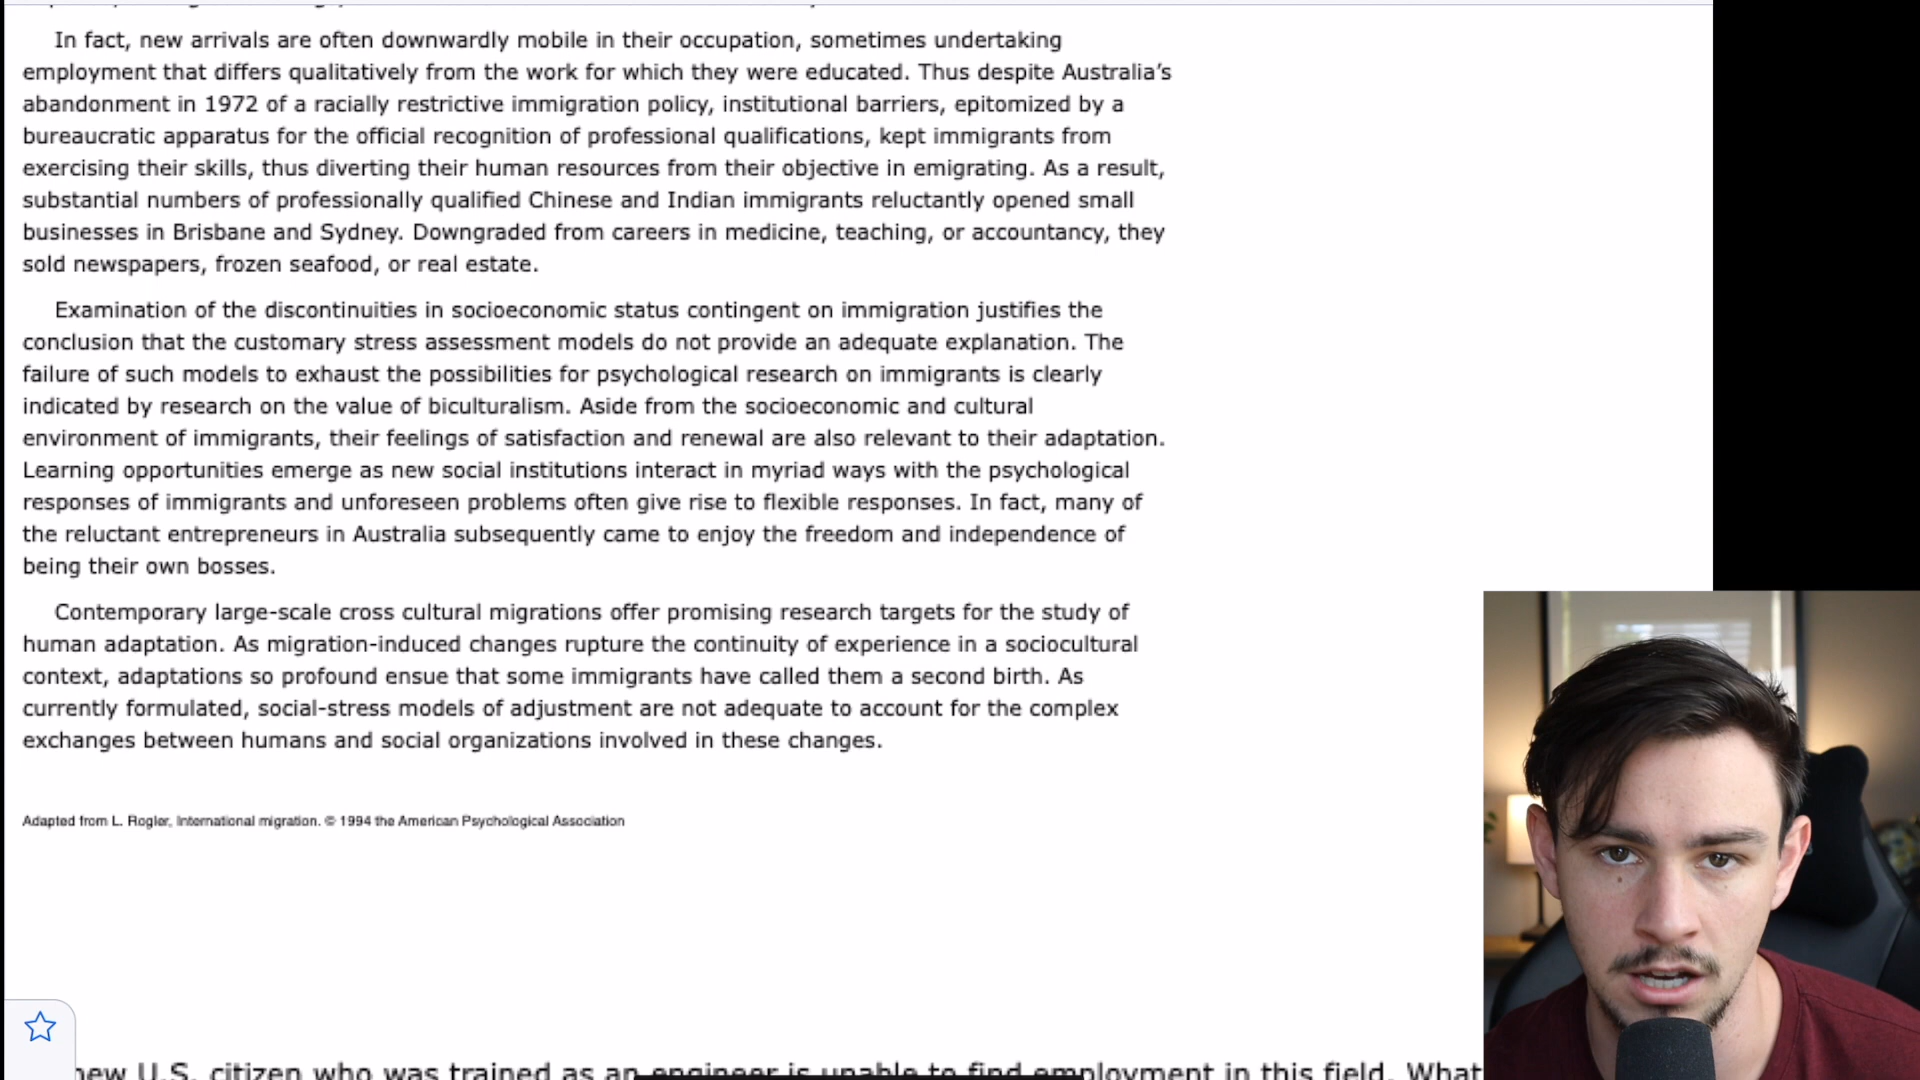 In fact, new arrivals are often downwardly mobile in their occupation, sometimes undertaking
employment that differs qualitatively from the work for which they were educated. Thus despite Australia’s
abandonment in 1972 of a racially restrictive immigration policy, institutional barriers, epitomized by a
bureaucratic apparatus for the official recognition of professional qualifications, kept immigrants from
exercising their skills, thus diverting their human resources from their objective in emigrating. As a result,
substantial numbers of professionally qualified Chinese and Indian immigrants reluctantly opened small
businesses in Brisbane and Sydney. Downgraded from careers in medicine, teaching, or accountancy, they
sold newspapers, frozen seafood, or real estate.
Examination of the discontinuities in socioeconomic status contingent on immigration justifies the
conclusion that the customary stress assessment models do not provide an adequate explanation. The
failure of such models to exhaust the possibilities for psychological research on immigrants is clearly
indicated by research on the value of biculturalism. Aside from the socioeconomic and cultural
environment of immigrants, their feelings of satisfaction and renewal are also relevant to their adaptation.
Learning opportunities emerge as new social institutions interact in myriad ways with the psychological
responses of immigrants and unforeseen problems often give rise to flexible responses. In fact, many of
the reluctant entrepreneurs in Australia subsequently came to enjoy the freedom and independence of
being their own bosses.
Contemporary large-scale cross cultural migrations offer promising research targets for the study of
human adaptation. As migration-induced changes rupture the continuity of experience in a sociocultural
context, adaptations so profound ensue that some immigrants have called them a second birth. As
currently formulated, social-stress models of adjustment are not adequate to account for the complex
exchanges between humans and social organizations involved in these changes.
Adapted from L. Rogler, International migration. © 1994 the American Psychological Association
new U.S. citizen who was trained as an engineer is unable to find employment in this field. What